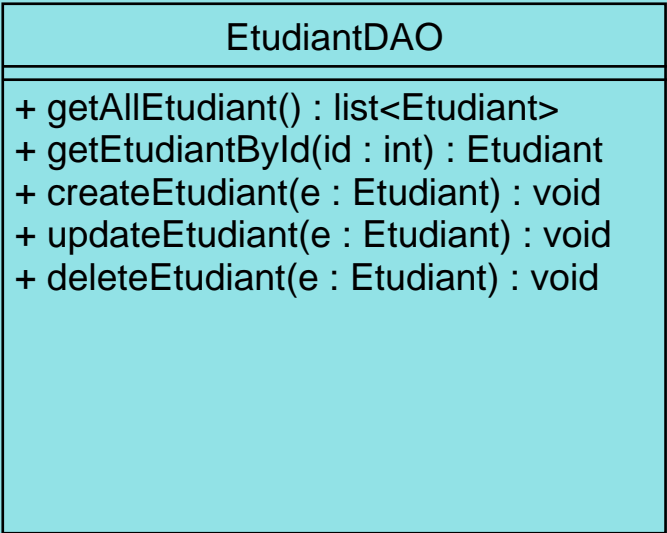 EtudiantDAO
+ getAllEtudiant() : list<Etudiant>
+ getEtudiantById(id : int) : Etudiant
+ createEtudiant(e : Etudiant) : void
+ updateEtudiant(e : Etudiant) : void
+ deleteEtudiant(e : Etudiant) : void